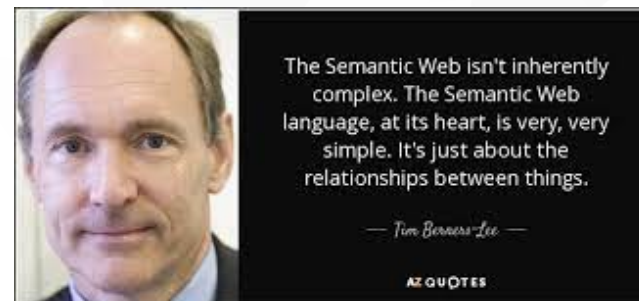 The Semantic Web isn't inherently
complex. The Semantic Web
language, at its heart, is very, very
simple. It's just about the
relationships between things.
— Tim Berners-Lee —
AZ QUOTES